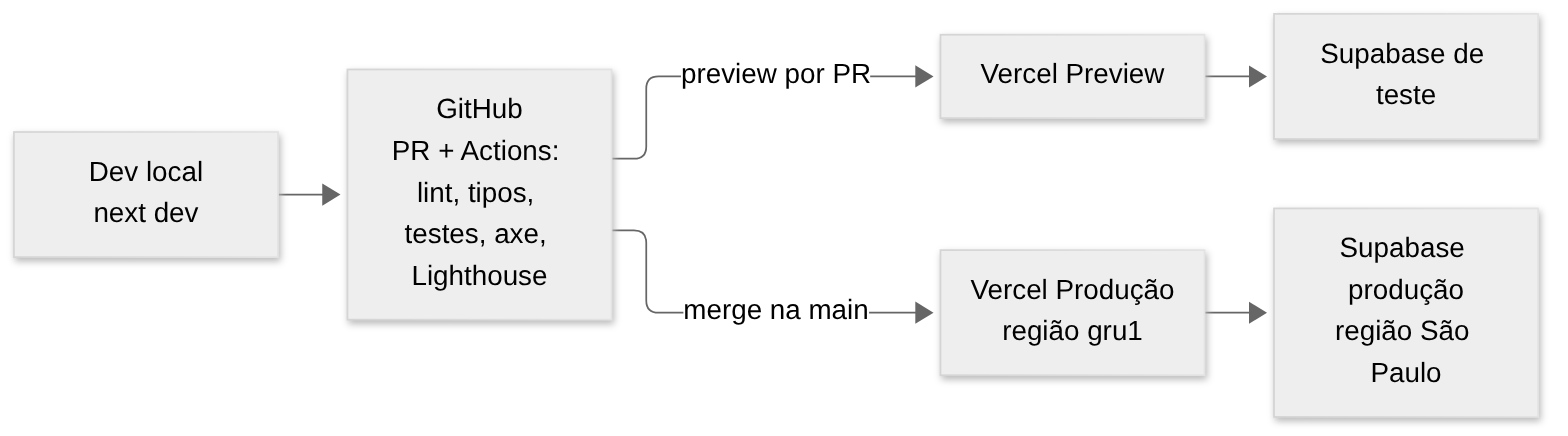 Dev local
next dev
GitHub
PR + Actions:
lint, tipos,
testes, axe,
Lighthouse
preview por PR
Vercel Preview
Supabase de
teste
merge na main
Vercel Produção
região gru1
Supabase
produção
região São
Paulo